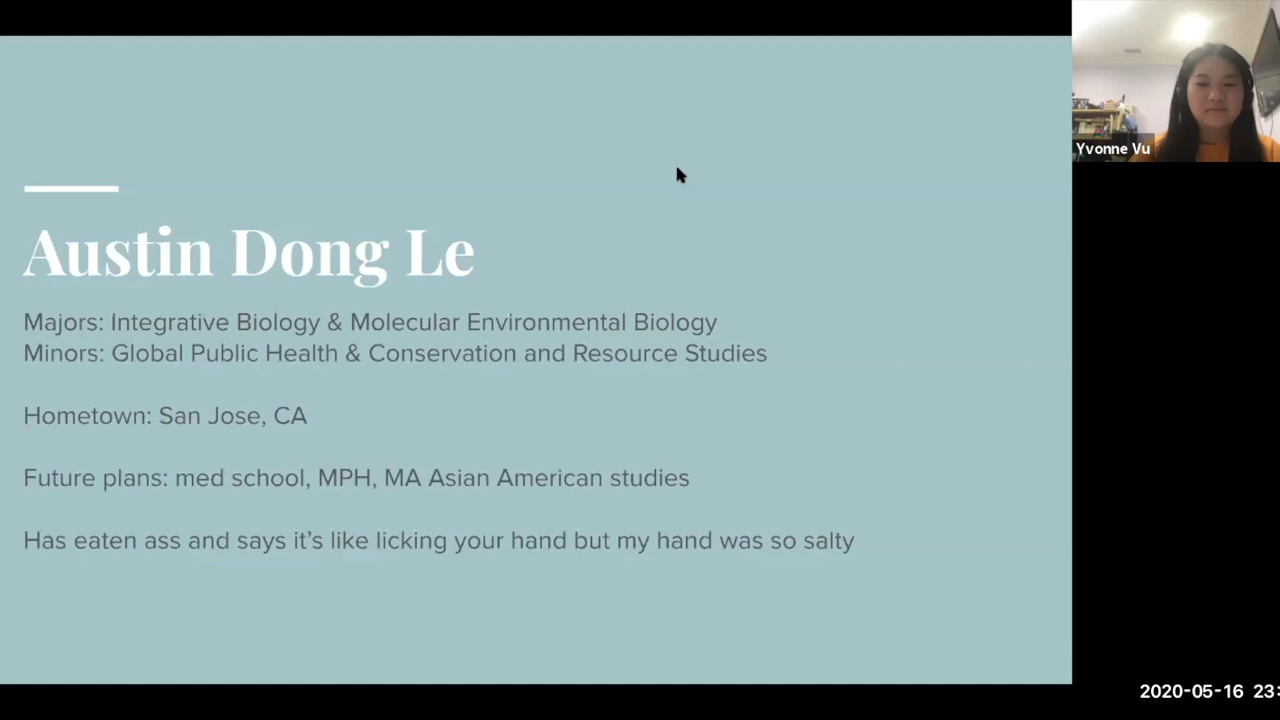 Austin Dong Le
Majors: Integrative Biology & Molecular Environmental Biology
Minors: Global Public Health & Conservation and Resource Studies
Hometown: San Jose, CA
Future plans: med school, MPH, MA Asian American studies
Has eaten ass and says it’s like licking your hand but my hand was so salty
Yvonne Vu
2020-05-16 23: